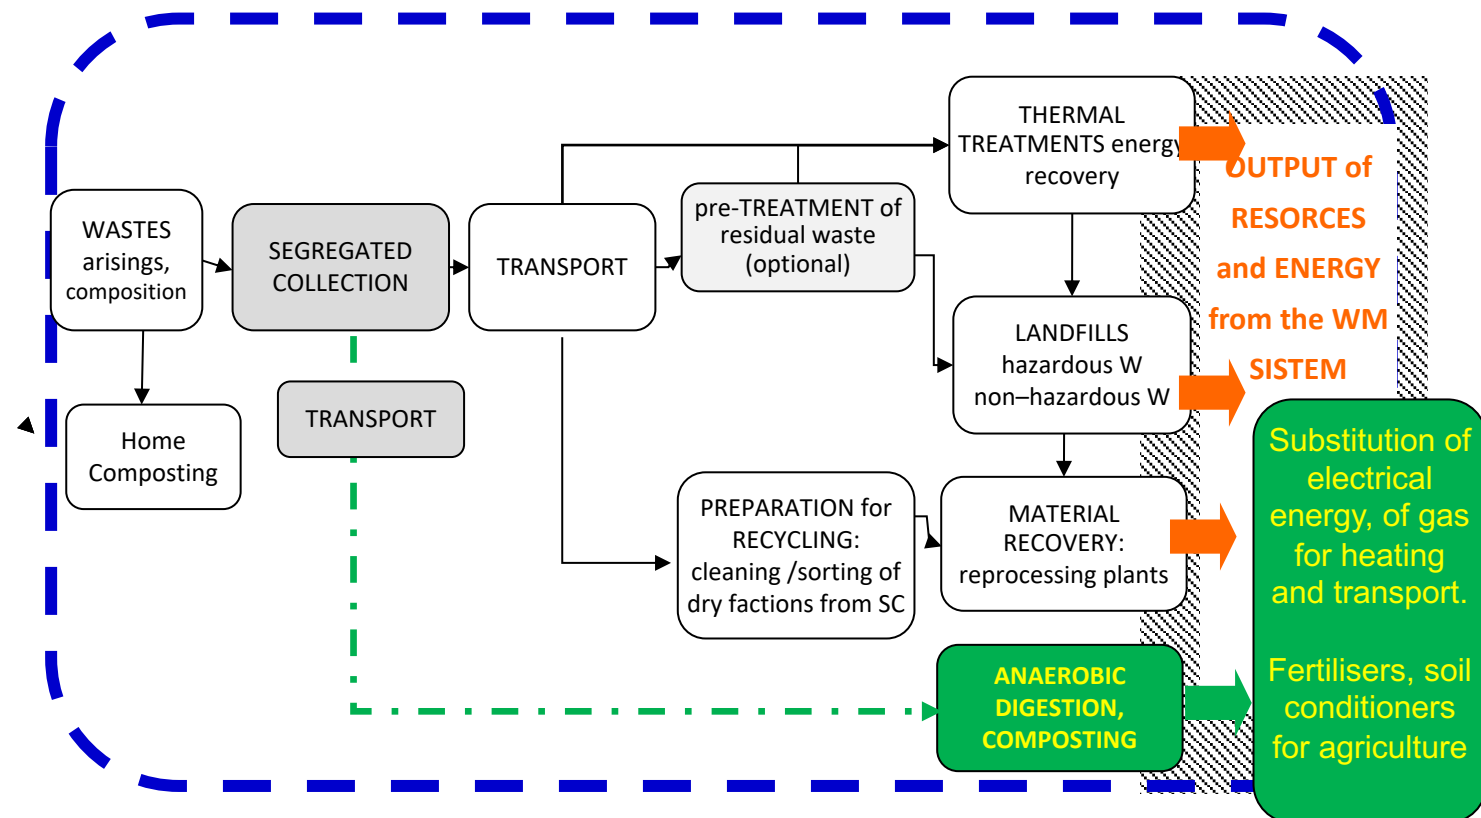 WASTES
arisings,
composition
Home
Composting
SEGREGATED
COLLECTION
TRANSPORT
TRANSPORT
pre-TREATMENT of
residual waste
(optional)
PREPARATION for
RECYCLING:
cleaning /sorting of
dry factions from SC
THERMAL
TREATMENTS energy
recovery
LANDFILLS
hazardous W
non–hazardous W
MATERIAL
RECOVERY:
reprocessing plants
ANAEROBIC
DIGESTION,
COMPOSTING
OUTPUT of
RESORCES
and ENERGY
from the WM
SISTEM
Substitution of
electrical
energy, of gas
for heating
and transport.
Fertilisers, soil
conditioners
for agriculture